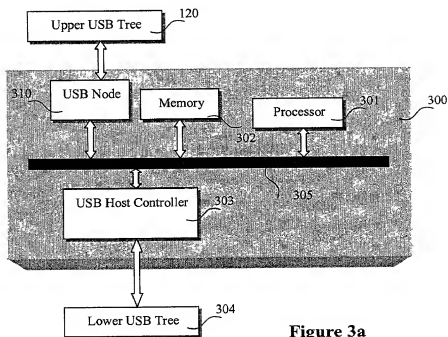 Upper USB Tree 120
USB Node
310
Memory
302
Processor
301
300
305
USB Host Controller
303
Lower USB Tree
304
Figure 3a